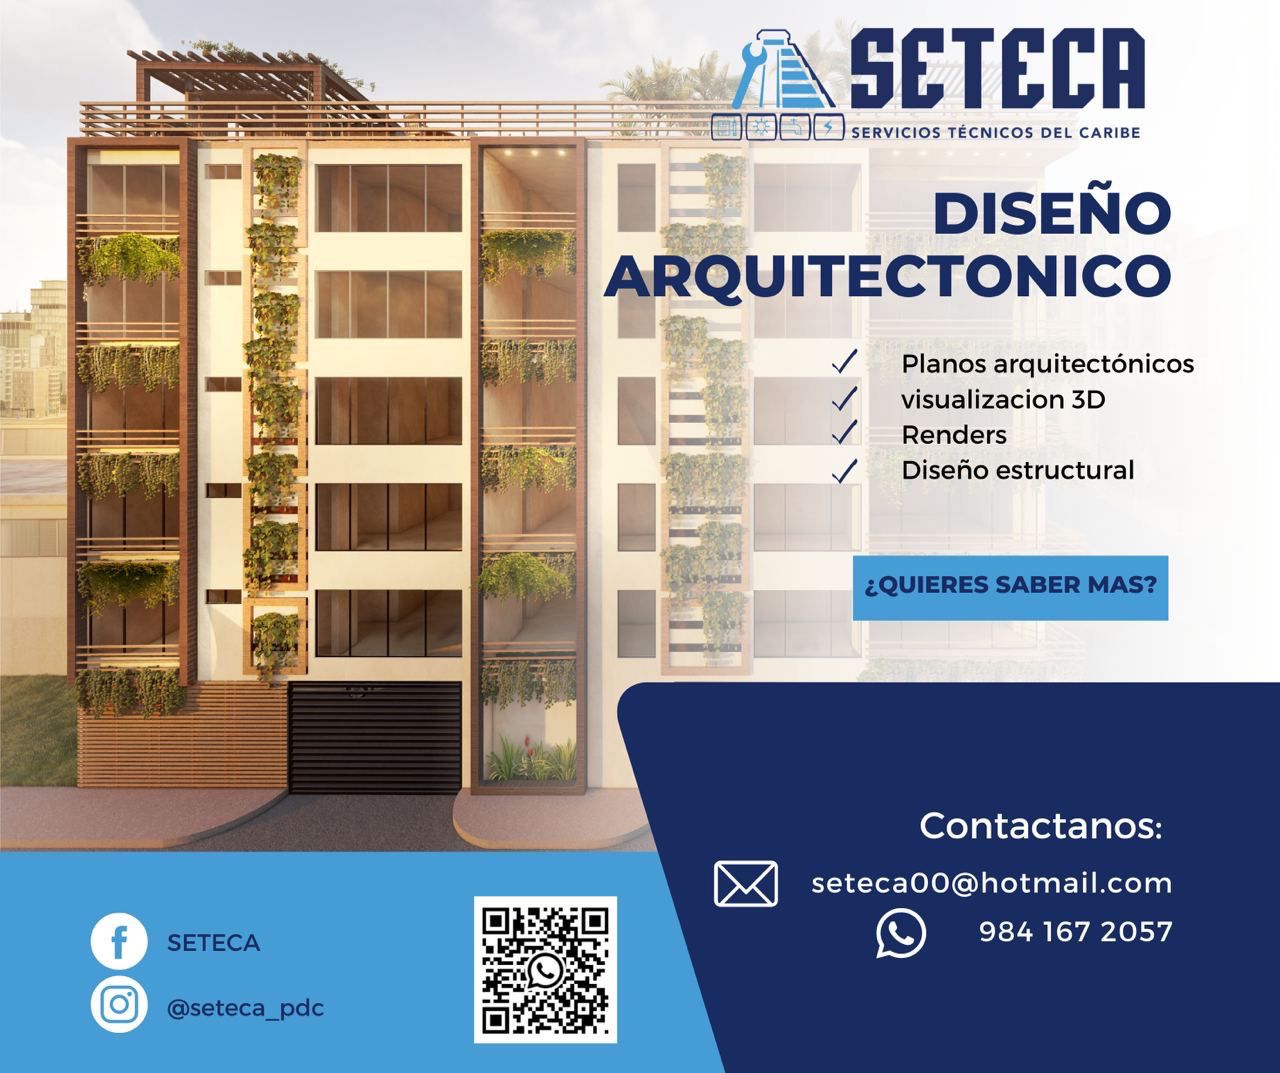 SETECA
SERVICIOS TÉCNICOS DEL CARIBE
DISEÑO
ARQUITECTONICO
Planos arquitectónicos
visualizacion 3D
Renders
Diseño estructural
¿QUIERES SABER MAS?
Contactanos:
seteca00@hotmail.com
984 167 2057
SETECA
@seteca_pdc